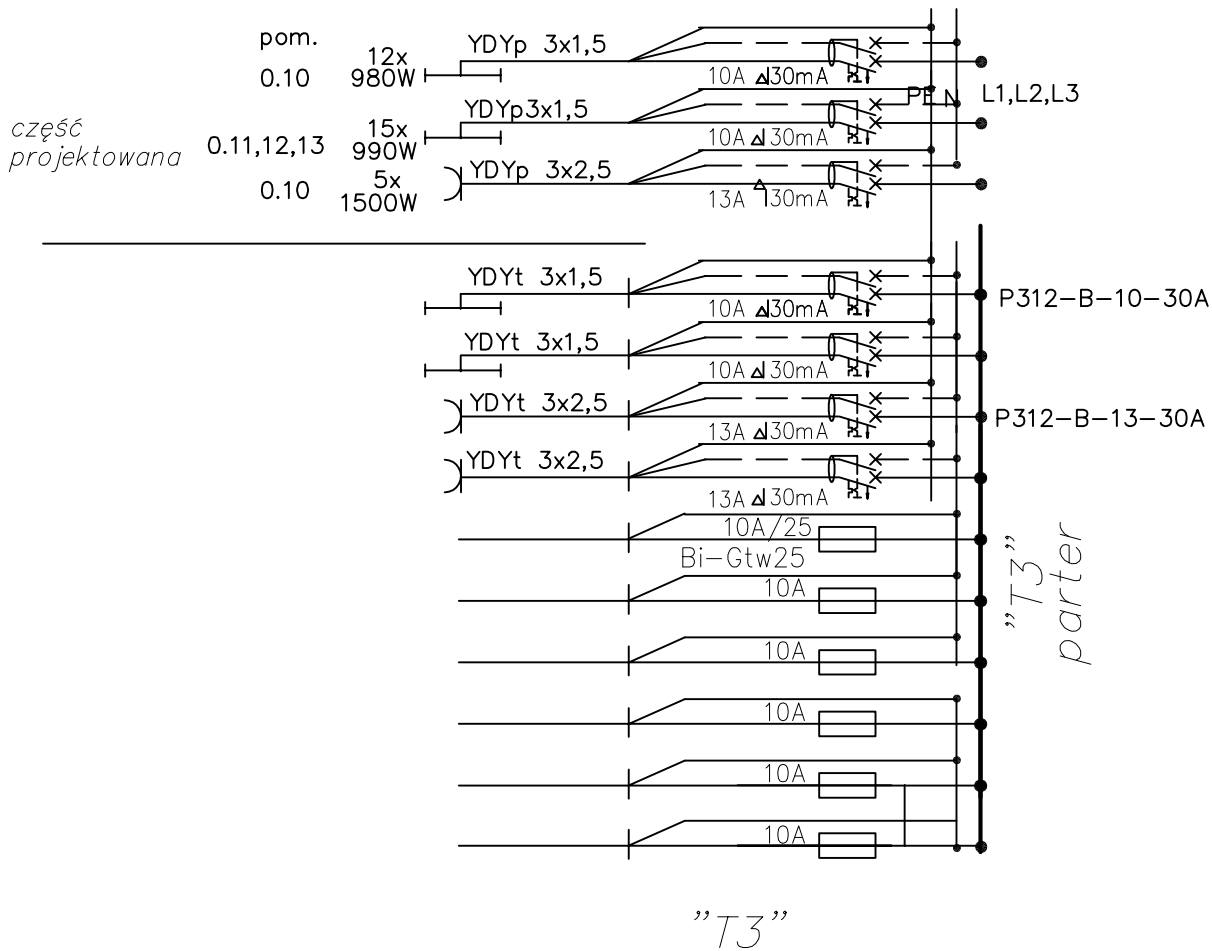 pom.
12x
YDYp 3x1,5
0.10
980W
10A 30mA
PE N L1,L2,L3
część
projektowana
0.11,12,13
15x
990W
YDYp3x1,5
10A 30mA
0.10
5x
1500W
YDYp 3x2,5
13A 30mA
YDYt 3x1,5
10A 30mA
P312-B-10-30A
YDYt 3x1,5
10A 30mA
YDYt 3x2,5
13A 30mA
P312-B-13-30A
YDYt 3x2,5
13A 30mA
10A/25
Bi-Gtw25
10A
10A
10A
10A
10A
"T3"
parter
"T3"